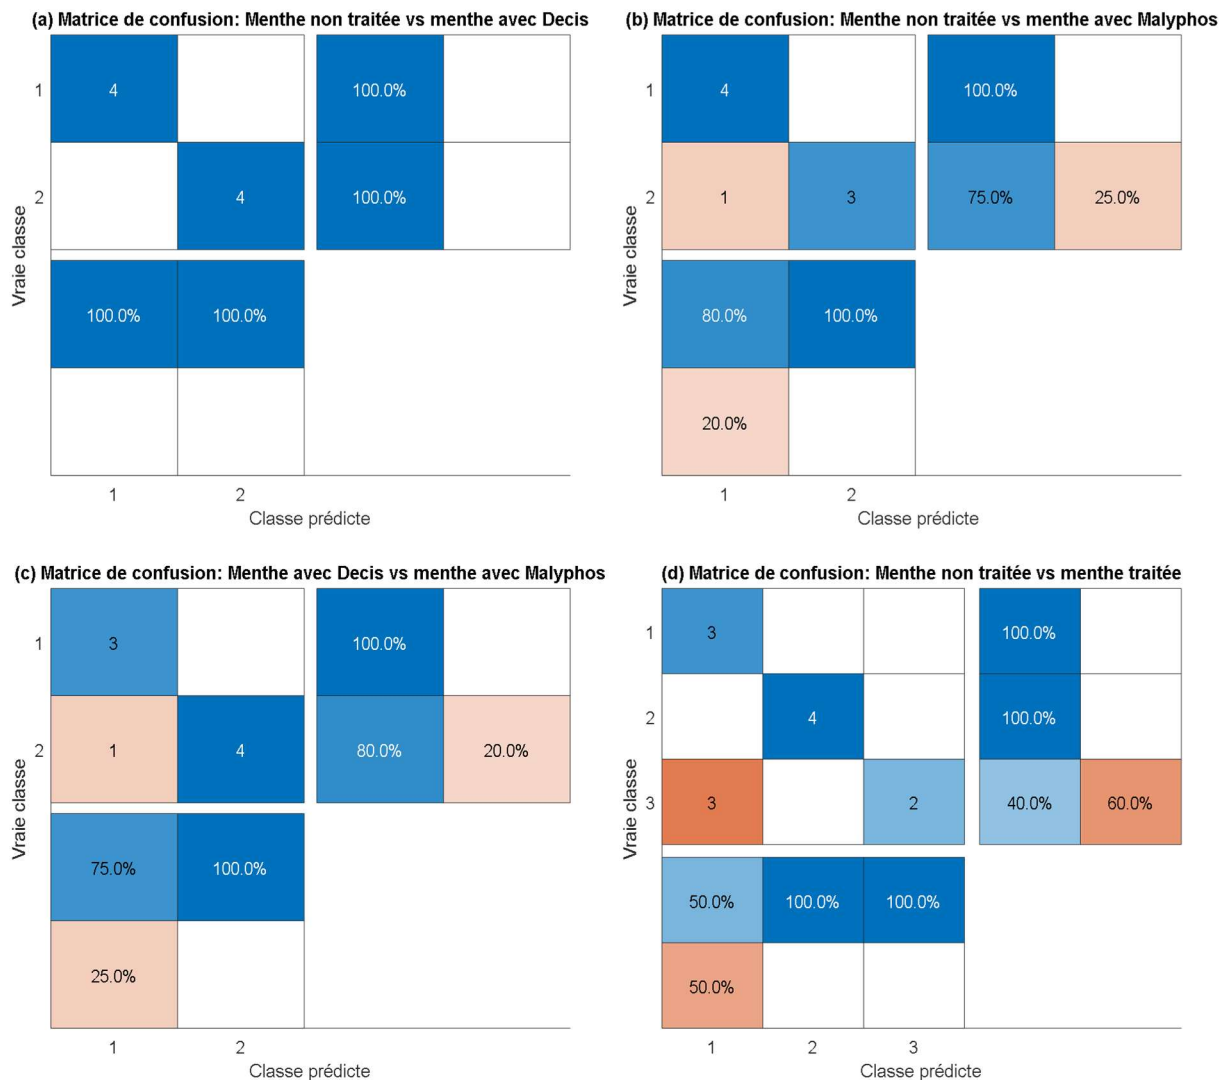 (a) Matrice de confusion: Menthe non traitée vs menthe avec Decis
1 4 100.0%
2 4 100.0%
Vraie classe
100.0% 100.0%
1 2
Classe prédicte
(b) Matrice de confusion: Menthe non traitée vs menthe avec Malyphos
1 4 100.0%
2 1 3 75.0% 25.0%
Vraie classe
80.0% 100.0%
20.0%
1 2
Classe prédicte
(c) Matrice de confusion: Menthe avec Decis vs menthe avec Malyphos
1 3 100.0%
2 1 4 80.0% 20.0%
Vraie classe
75.0% 100.0%
25.0%
1 2
Classe prédicte
(d) Matrice de confusion: Menthe non traitée vs menthe traitée
1 3 100.0%
2 4 100.0%
3 3 2 40.0% 60.0%
Vraie classe
50.0% 100.0% 100.0%
50.0%
1 2 3
Classe prédicte